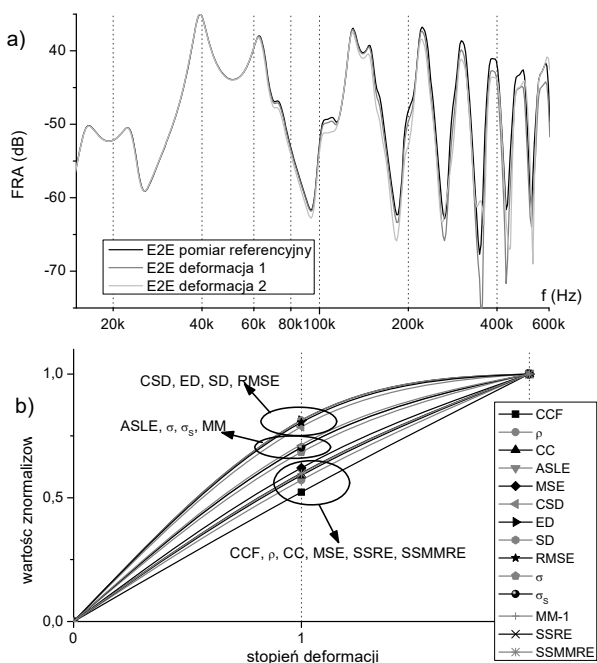 a)
40
-50
-60
-70
FRA (dB)
E2E pomiar referencyjny
E2E deformacja 1
E2E deformacja 2
f (Hz)
20k
40k
60k
80k
100k
200k
400k
600k
b)
1,0
0,5
0,0
wartośc znormalizow
CSD, ED, SD, RMSE
ASLE, σ, σs, MM
CCF, ρ, CC, MSE, SSRE, SSMMRE
CCF
ρ
CC
ASLE
MSE
CSD
ED
SD
RMSE
σ
σs
MM-1
SSRE
SSMMRE
0
1
stopień deformacji